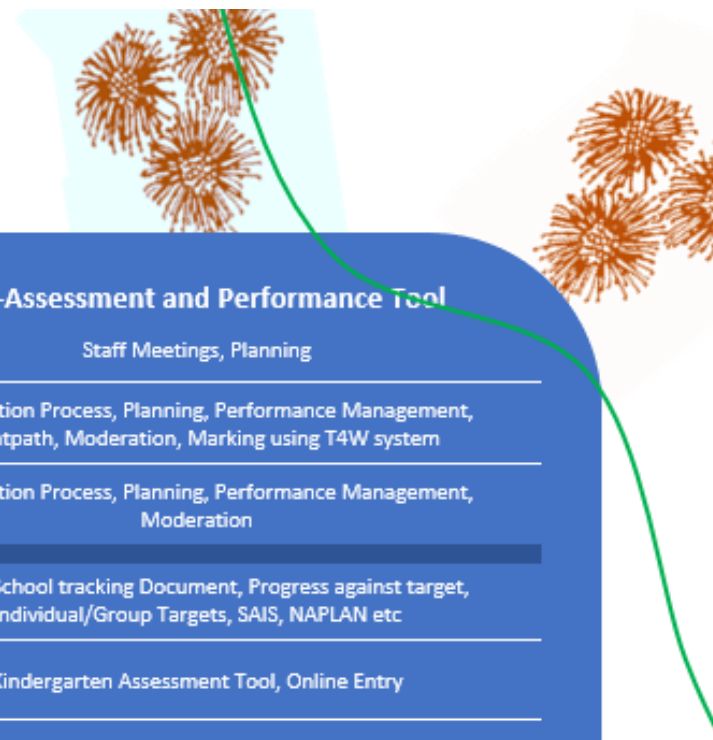 -Assessment and Performance Tool
Staff Meetings, Planning
tion Process, Planning, Performance Management,
tpath, Moderation, Marking using T4W system
tion Process, Planning, Performance Management,
Moderation
chool tracking Document, Progress against target,
ndividual/Group Targets, SAIS, NAPLAN etc
Kindergarten Assessment Tool, Online Entry